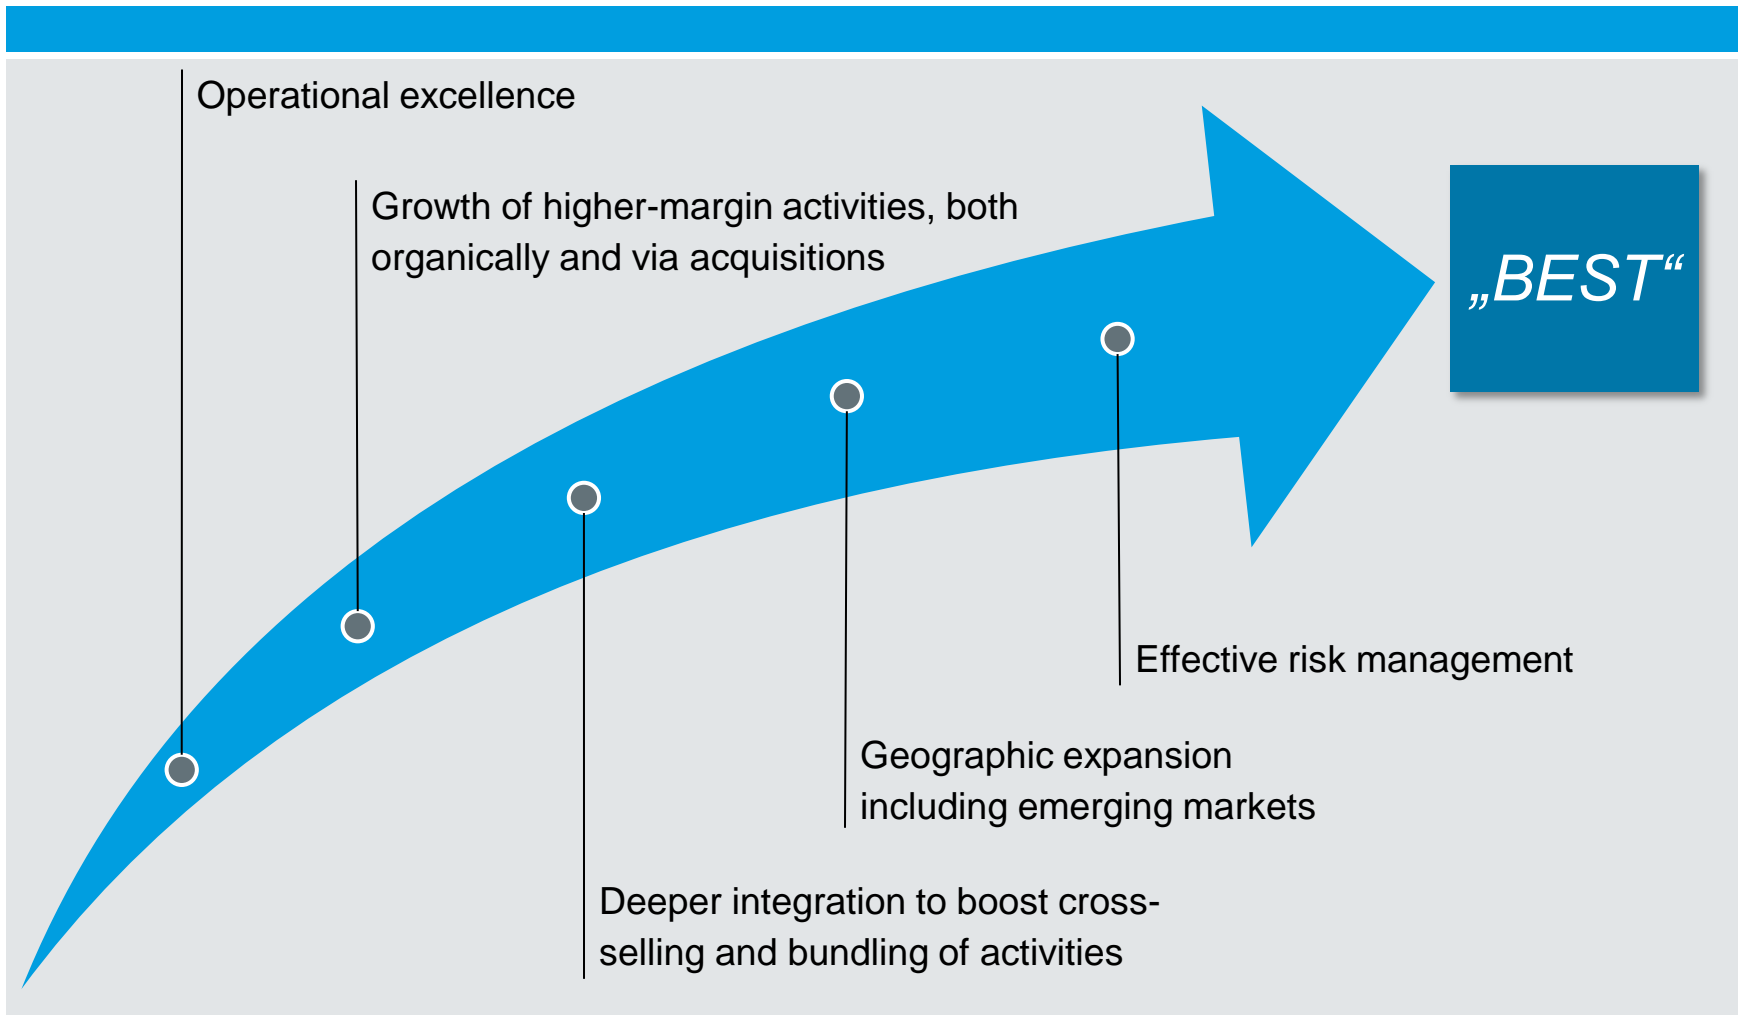 Operational excellence
Growth of higher-margin activities, both
organically and via acquisitions
„BEST“
Effective risk management
Geographic expansion
including emerging markets
Deeper integration to boost cross-
selling and bundling of activities